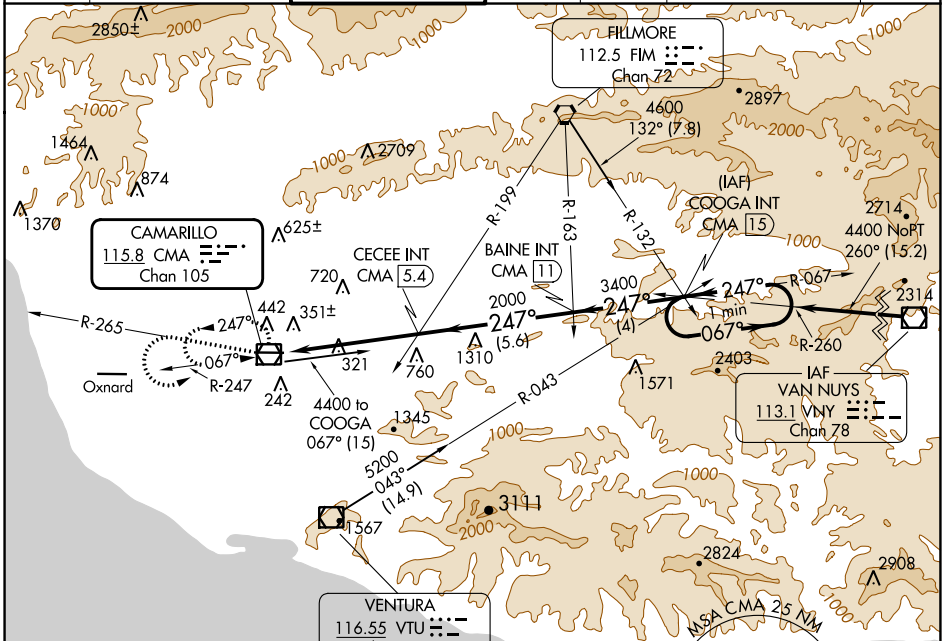 2850±
2000
1000
1000
FILLMORE
112.5 FIM
Chan 72
2897
4600
132° (7.8)
2000
1000
1464
1000
2709
874
1370
R-199
R-163
R-132
(IAF)
COOGA INT
CMA 15
2714
4400 NoPT
260° (15.2)
1000
CAMARILLO
115.8 CMA
Chan 105
625±
CECEE INT
CMA 5.4
BAINE INT
CMA 11
720
3400
247°
(4)
247°
R-067
1 min
067°
2314
R-265
442
351±
2000
247°
(5.6)
R-260
247°
067°
R-247
Oxnard
321
760
1310
242
2403
1571
4400 to
COOGA
067° (15)
1345
R-043
IAF
VAN NUYS
113.1 VNY
Chan 78
1000
5200
043°
(14.9)
1000
3111
2000
1567
2824
2908
1000
1000
VENTURA
116.55 VTU
MSA CMA 25 NM